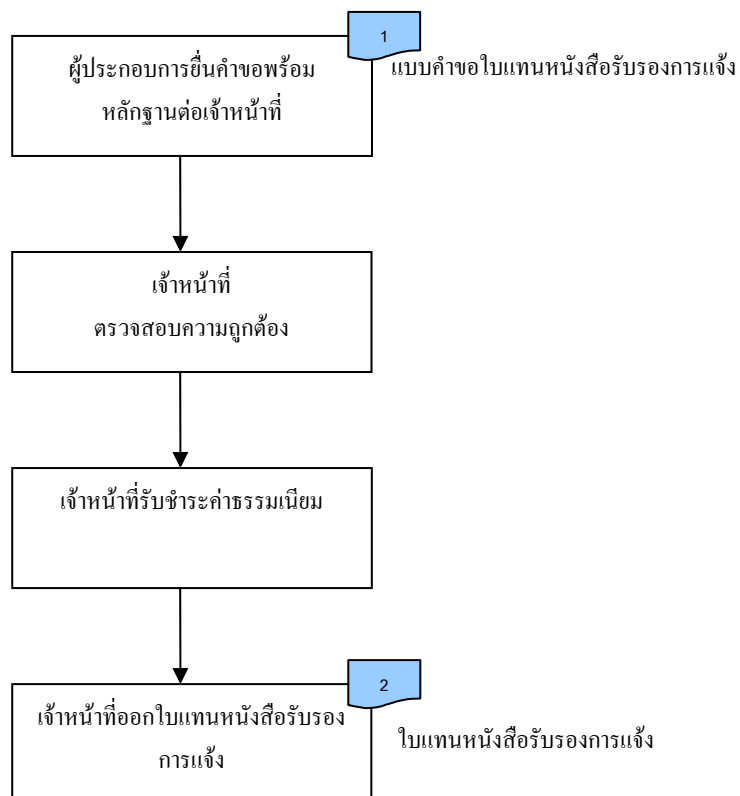 1
ผู้ประกอบการยื่นคำขอพร้อม
หลักฐานต่อเจ้าหน้าที่
แบบคำขอใบแทนหนังสือรับรองการแจ้ง
เจ้าหน้าที่
ตรวจสอบความถูกต้อง
เจ้าหน้าที่รับชำระค่าธรรมเนียม
2
เจ้าหน้าที่ออกใบแทนหนังสือรับรอง
การแจ้ง
ใบแทนหนังสือรับรองการแจ้ง